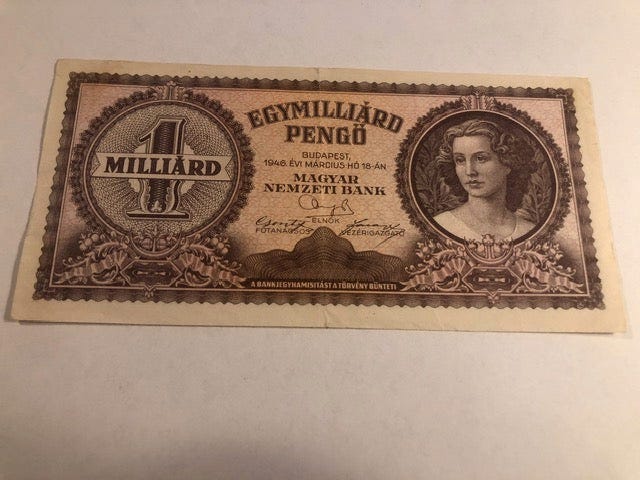 1
MILLIÁRD
EGYMILLIÁRD
PENGŐ
BUDAPEST,
1946. ÉVI MÁRCIUS HÓ 18-ÁN
MAGYAR
NEMZETI BANK
ELNÖK
FŐTANÁCSOS VEZÉRIGAZGATÓ
A BANKJEGYHAMISÍTÁST A TÖRVÉNY BÜNTETI